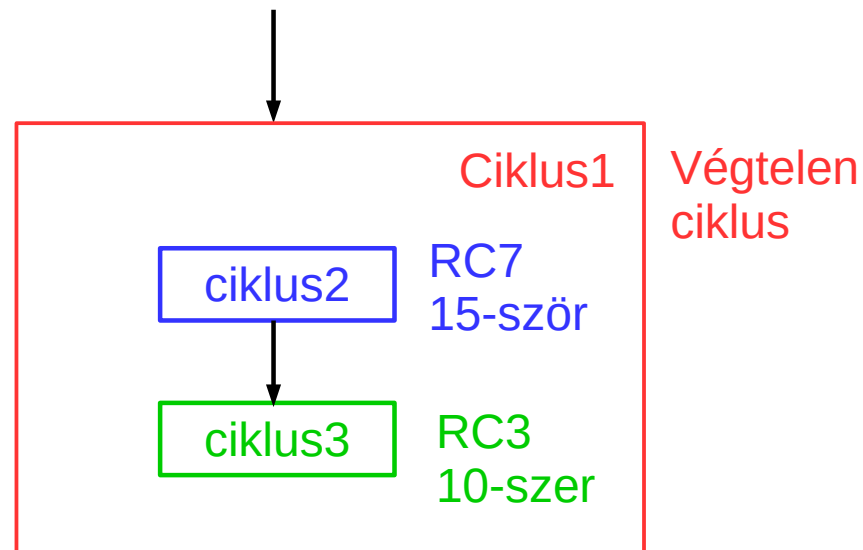 Ciklus1
Végtelen
ciklus
ciklus2
RC7
15-ször
ciklus3
RC3
10-szer